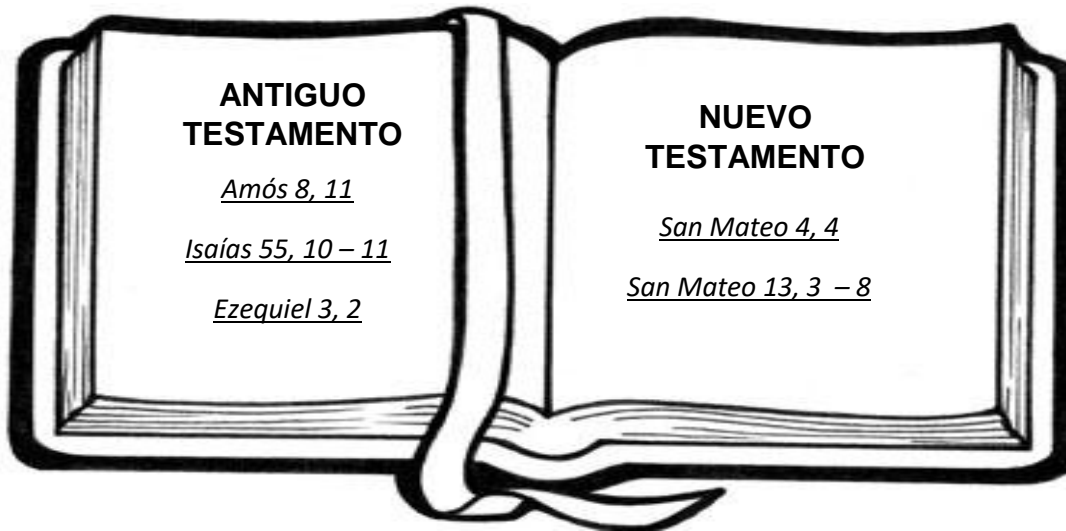 ANTIGUO
TESTAMENTO
Amós 8, 11
Isaías 55, 10 – 11
Ezequiel 3, 2
NUEVO
TESTAMENTO
San Mateo 4, 4
San Mateo 13, 3 – 8